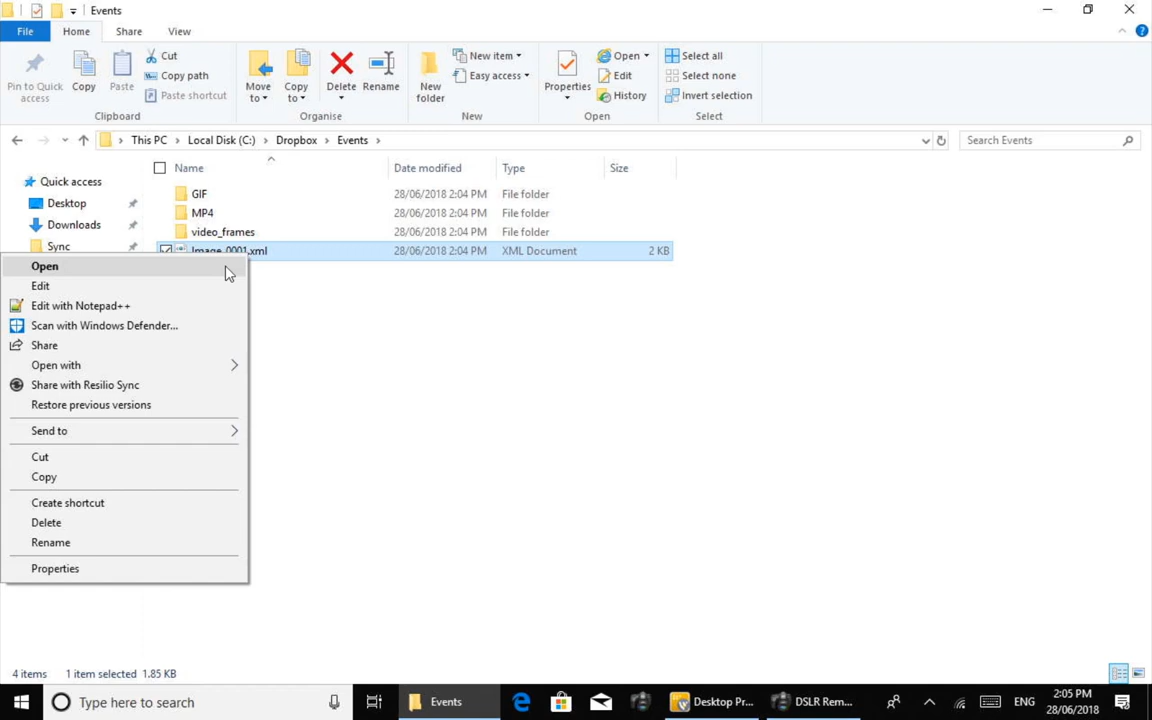 Events
File Home Share View
Pin to Quick access
Copy
Paste
Cut
Copy path
Paste shortcut
Clipboard
Move to
Copy to
Delete
Rename
Organise
New folder
New item
Easy access
New
Properties
Open
Edit
History
Open
Select all
Select none
Invert selection
Select
This PC > Local Disk (C:) > Dropbox > Events >
Search Events
Name Date modified Type Size
Quick access
Desktop
Downloads
Sync
GIF 28/06/2018 2:04 PM File folder
MP4 28/06/2018 2:04 PM File folder
video_frames 28/06/2018 2:04 PM File folder
Image_0001.xml 28/06/2018 2:04 PM XML Document 2 KB
Open
Edit
Edit with Notepad++
Scan with Windows Defender...
Share
Open with
Share with Resilio Sync
Restore previous versions
Send to
Cut
Copy
Create shortcut
Delete
Rename
Properties
4 items 1 item selected 1.85 KB
Type here to search
Events
Desktop Pr...
DSLR Rem...
ENG
2:05 PM
28/06/2018